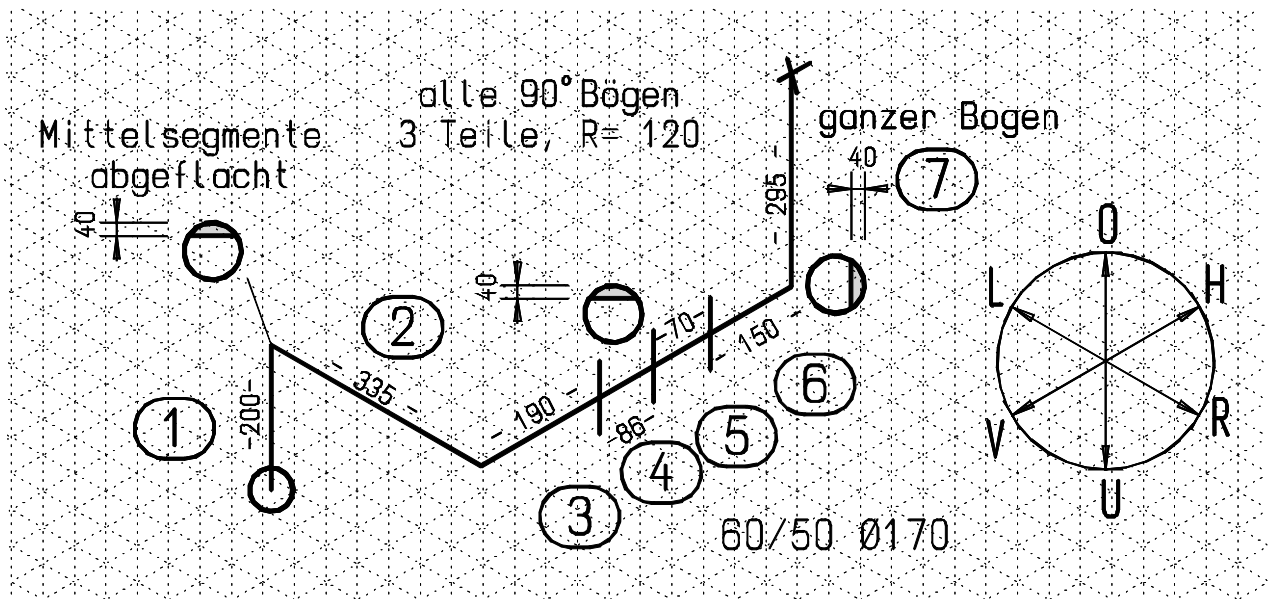 alle 90° Bögen
3 Teile, R= 120
Mittelsegmente
abgeflacht
ganzer Bogen
40
7
295
40
40
O
L
H
2
70
150
6
335
200
1
190
86
5
4
3
V
R
U
60/50 Ø170